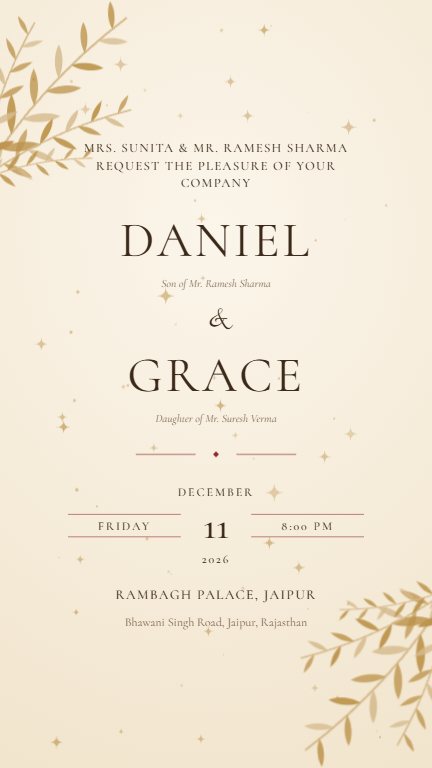 MRS. SUNITA & MR. RAMESH SHARMA
REQUEST THE PLEASURE OF YOUR
COMPANY
DANIEL
Son of Mr. Ramesh Sharma
&
GRACE
Daughter of Mr. Suresh Verma
DECEMBER
FRIDAY 11 8:00 PM
2026
RAMBAGH PALACE, JAIPUR
Bhawani Singh Road, Jaipur, Rajasthan